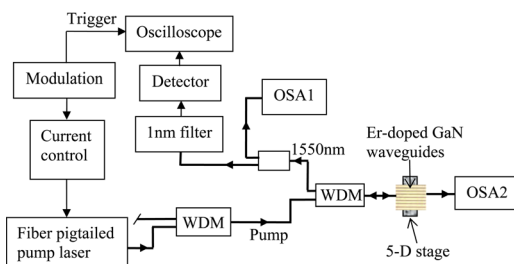 Trigger
Oscilloscope
Modulation
Detector
OSA1
Current
control
1nm filter
1550nm
Er-doped GaN
waveguides
WDM
OSA2
Fiber pigtailed
pump laser
WDM
Pump
5-D stage